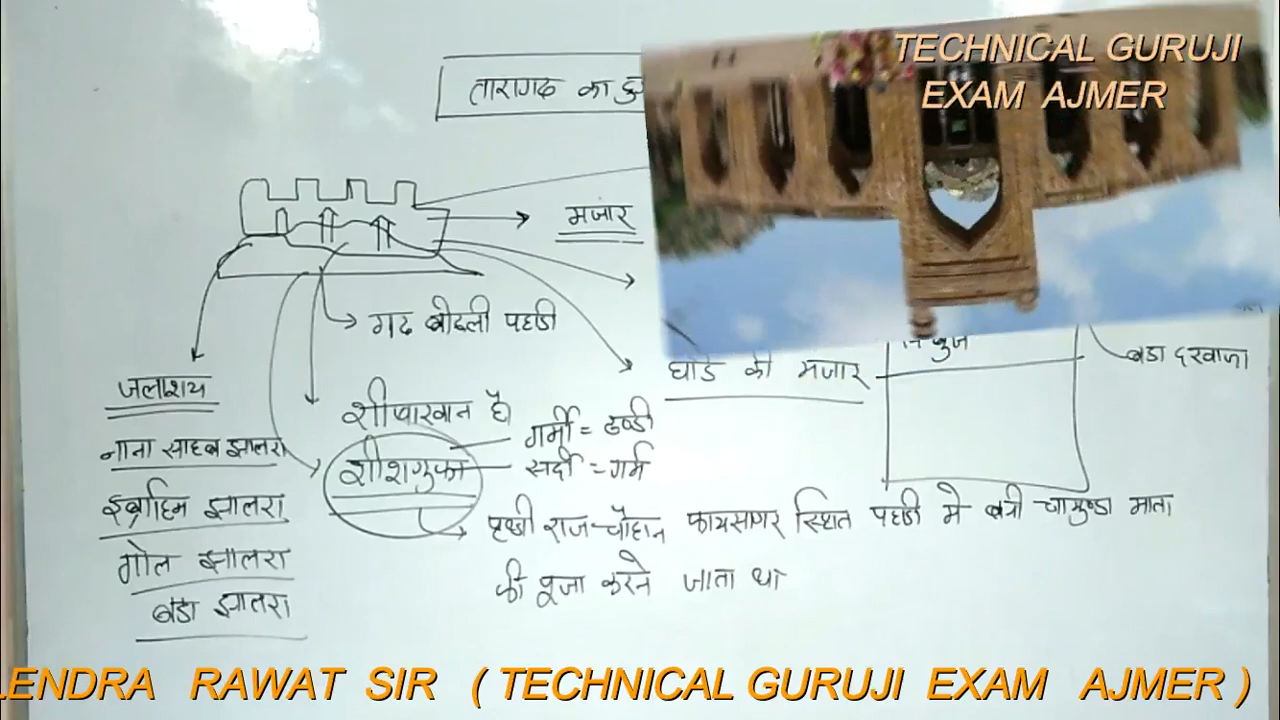 TECHNICAL GURUJI
EXAM AJMER
तारागढ का
मजार
गढ बीठली पहाडी
बडा दरवाजा
घोडे की मजार
जलाशय
शीपाखान है।
गर्मी = ठण्डी
नाना साहब झालरा
शीशगुफा
सर्दी = गर्म
इब्राहिम झालरा
पृथ्वी राज चौहान फायसागर स्थित पहाडी मे बनी चामुण्डा माता
गोल झालरा
की पूजा करने जाता था
बडा झालरा
LENDRA RAWAT SIR ( TECHNICAL GURUJI EXAM AJMER )